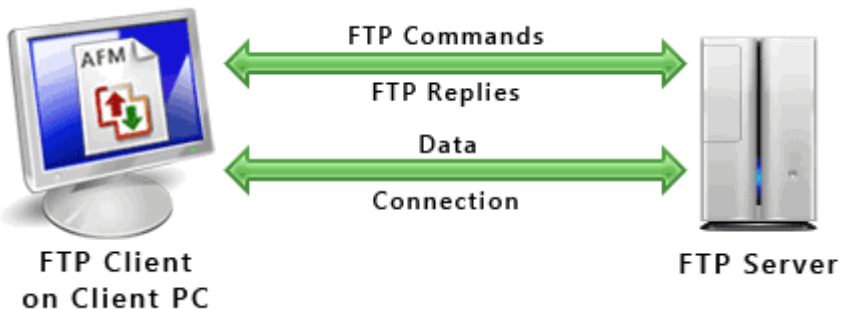 AFM
FTP Commands
FTP Replies
Data
Connection
FTP Client
on Client PC
FTP Server